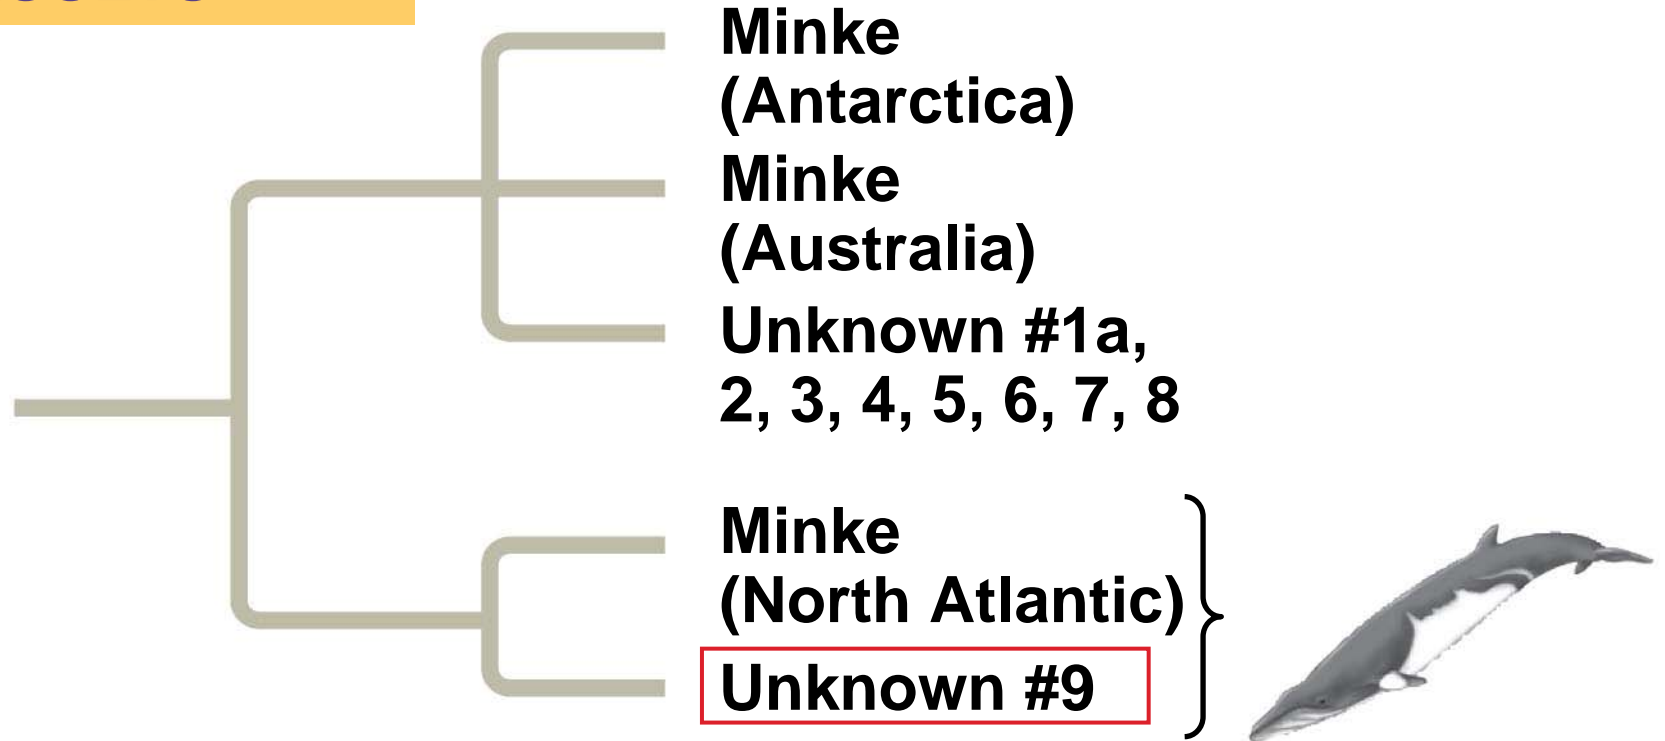 Minke
(Antarctica)
Minke
(Australia)
Unknown #1a,
2, 3, 4, 5, 6, 7, 8
Minke
(North Atlantic)
Unknown #9